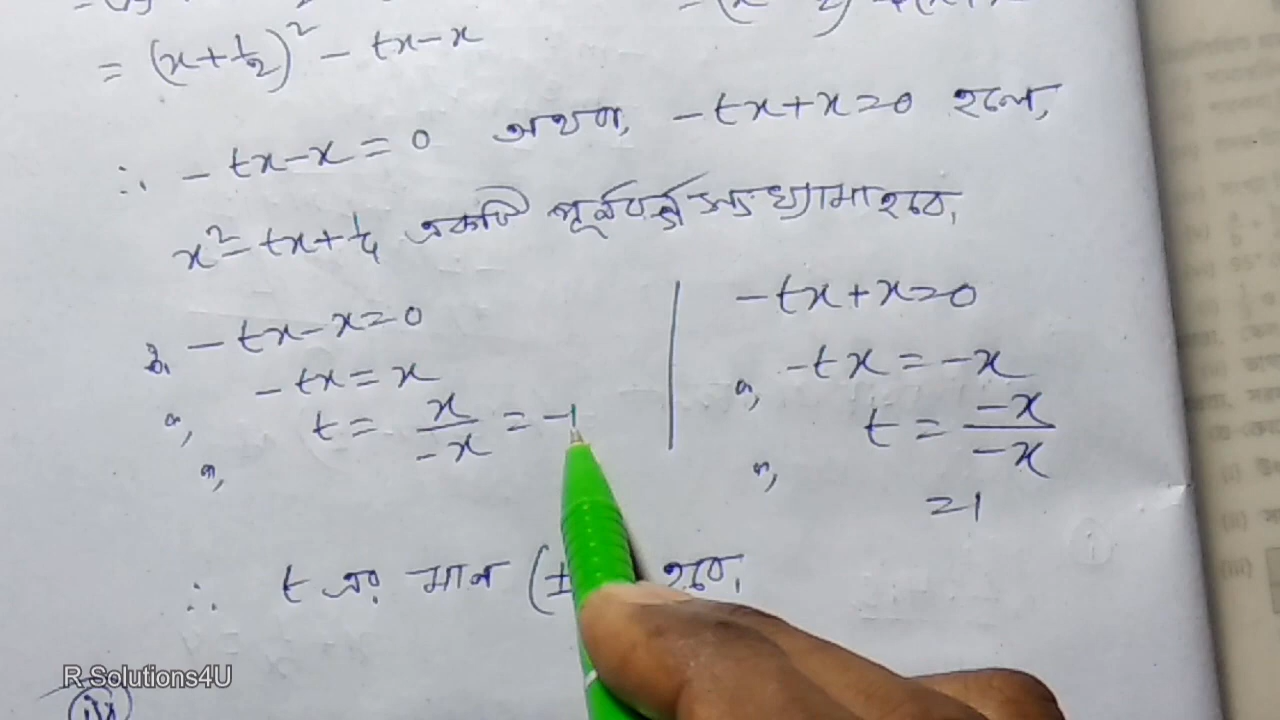 = (x + 1/2)² - tx - x
∴ - tx - x = 0 অথবা, - tx + x = 0 হলে,
x² - tx + 1/4 একটি পূর্ণবর্গ সংখ্যামালা হবে।
- tx - x = 0
- tx = x
t = x/-x = -1
- tx + x = 0
বা, - tx = -x
বা, t = -x/-x
= 1
∴ t এর মান (± হবে।
R Solutions4U